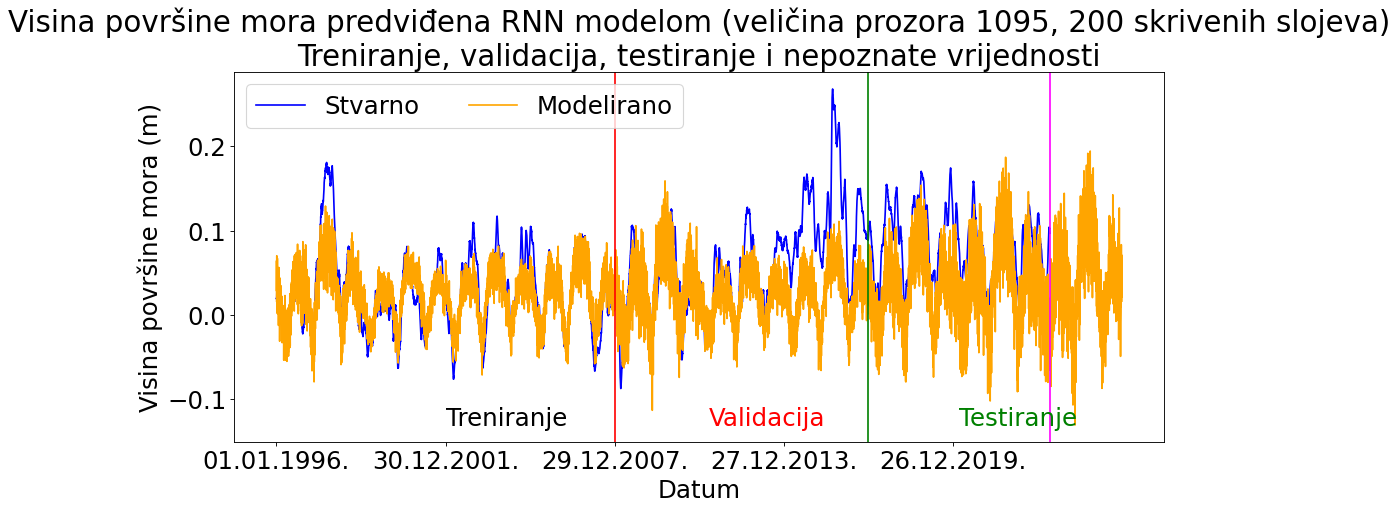 Visina površine mora predviđena RNN modelom (veličina prozora 1095, 200 skrivenih slojeva)
Treniranje, validacija, testiranje i nepoznate vrijednosti
Stvarno
Modelirano
Visina površine mora (m)
0.2
0.1
0.0
−0.1
Treniranje
Validacija
Testiranje
01.01.1996.
30.12.2001.
29.12.2007.
27.12.2013.
26.12.2019.
Datum